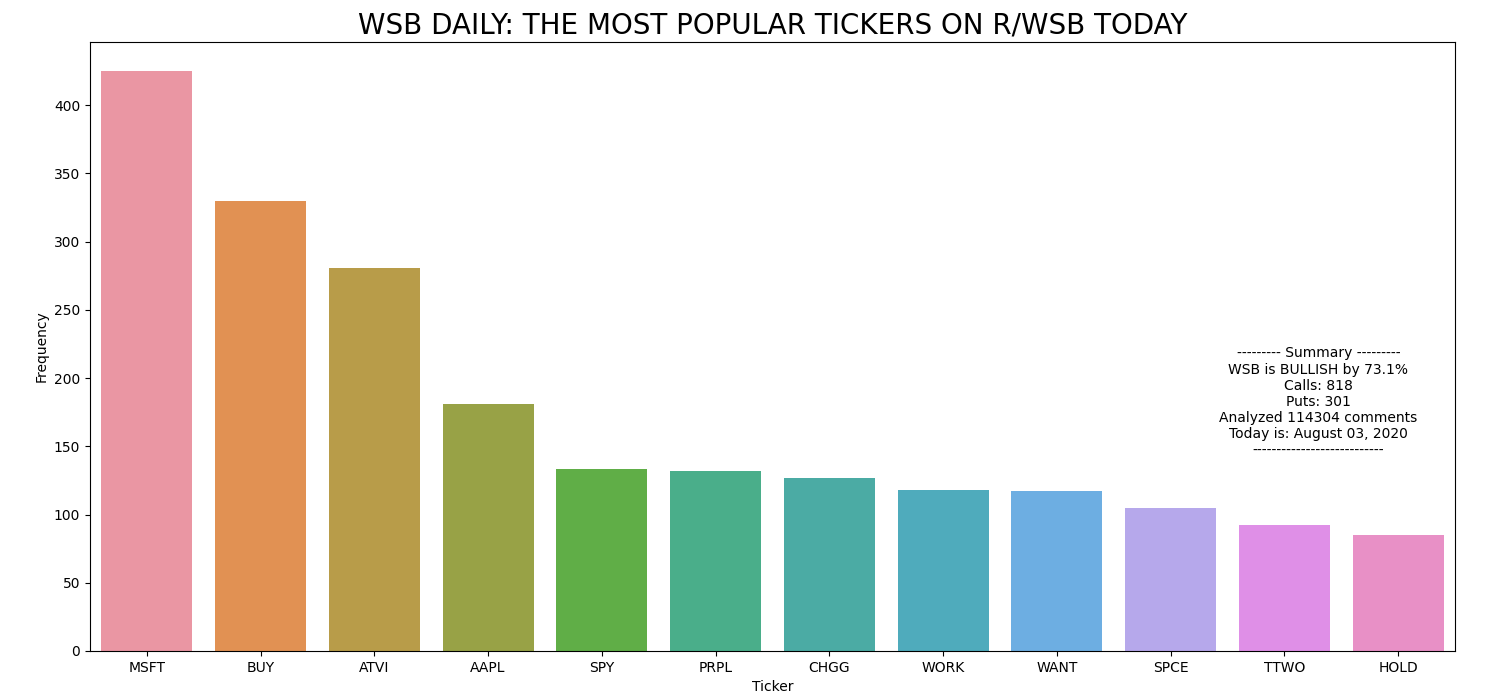 WSB DAILY: THE MOST POPULAR TICKERS ON R/WSB TODAY
400
350
300
250
200
150
100
50
0
Frequency
--------- Summary ---------
WSB is BULLISH by 73.1%
Calls: 818
Puts: 301
Analyzed 114304 comments
Today is: August 03, 2020
---------------------------
MSFT BUY ATVI AAPL SPY PRPL CHGG WORK WANT SPCE TTWO HOLD
Ticker